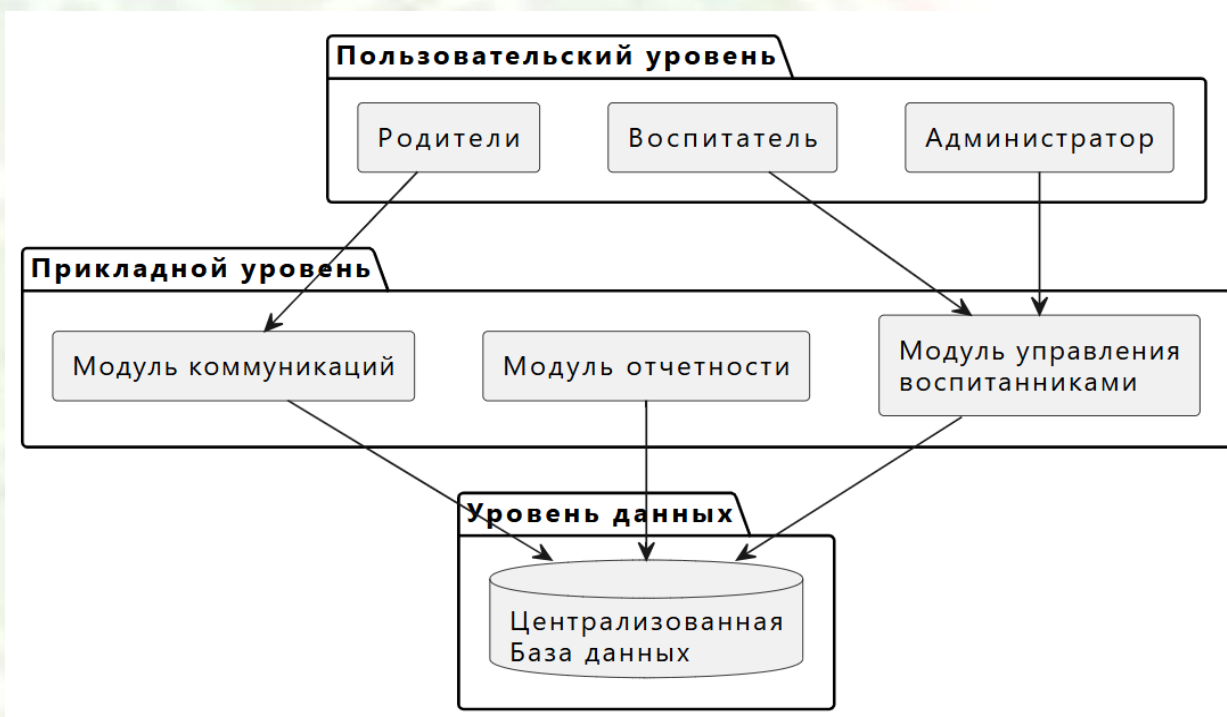 Пользовательский уровень
Родители
Воспитатель
Администратор
Прикладной уровень
Модуль коммуникаций
Модуль отчетности
Модуль управления
воспитанниками
Уровень данных
Централизованная
База данных